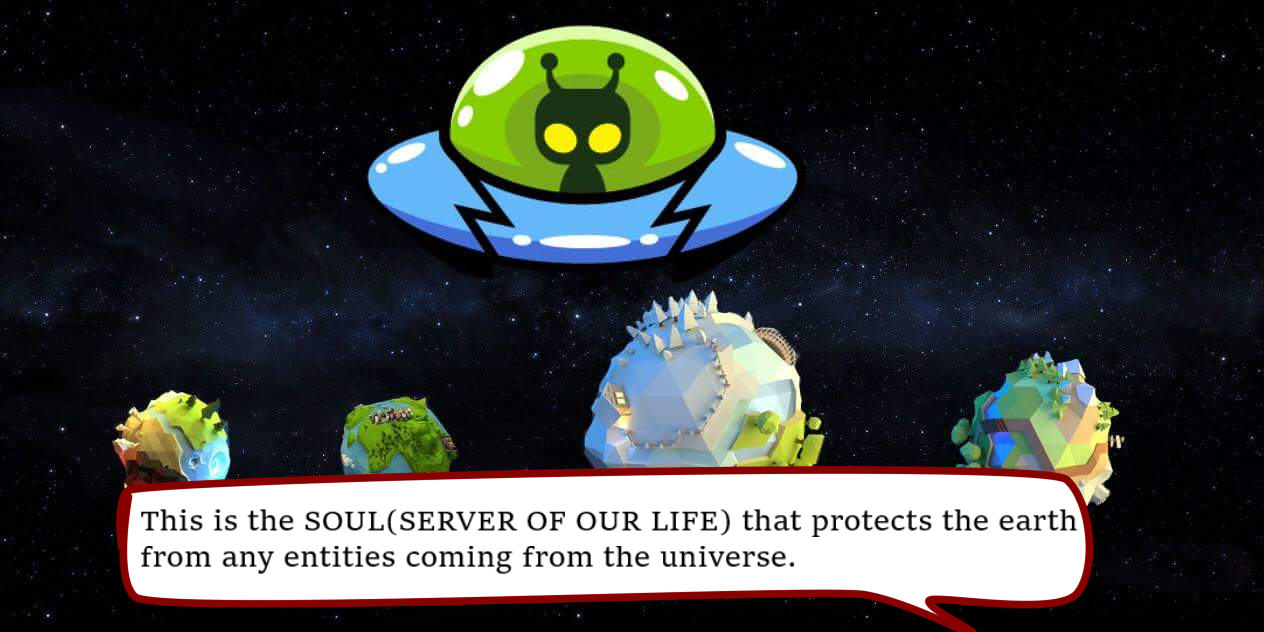 This is the SOUL(SERVER OF OUR LIFE) that protects the earth
from any entities coming from the universe.